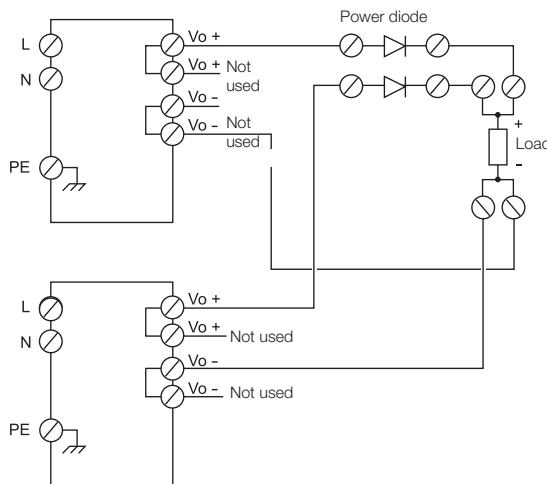 Power diode
L
Vo +
N
Vo +
Not
used
Vo -
Vo -
Not
used
PE
+
Load
-
L
Vo +
N
Vo +
Not used
Vo -
Vo -
Not used
PE